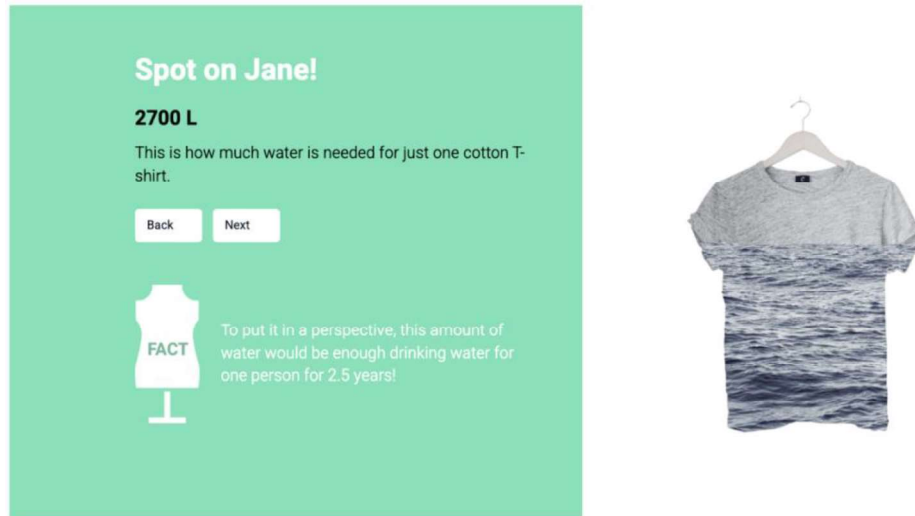 Spot on Jane!
2700 L
This is how much water is needed for just one cotton T-
shirt.
Back
Next
FACT
To put it in a perspective, this amount of
water would be enough drinking water for
one person for 2.5 years!